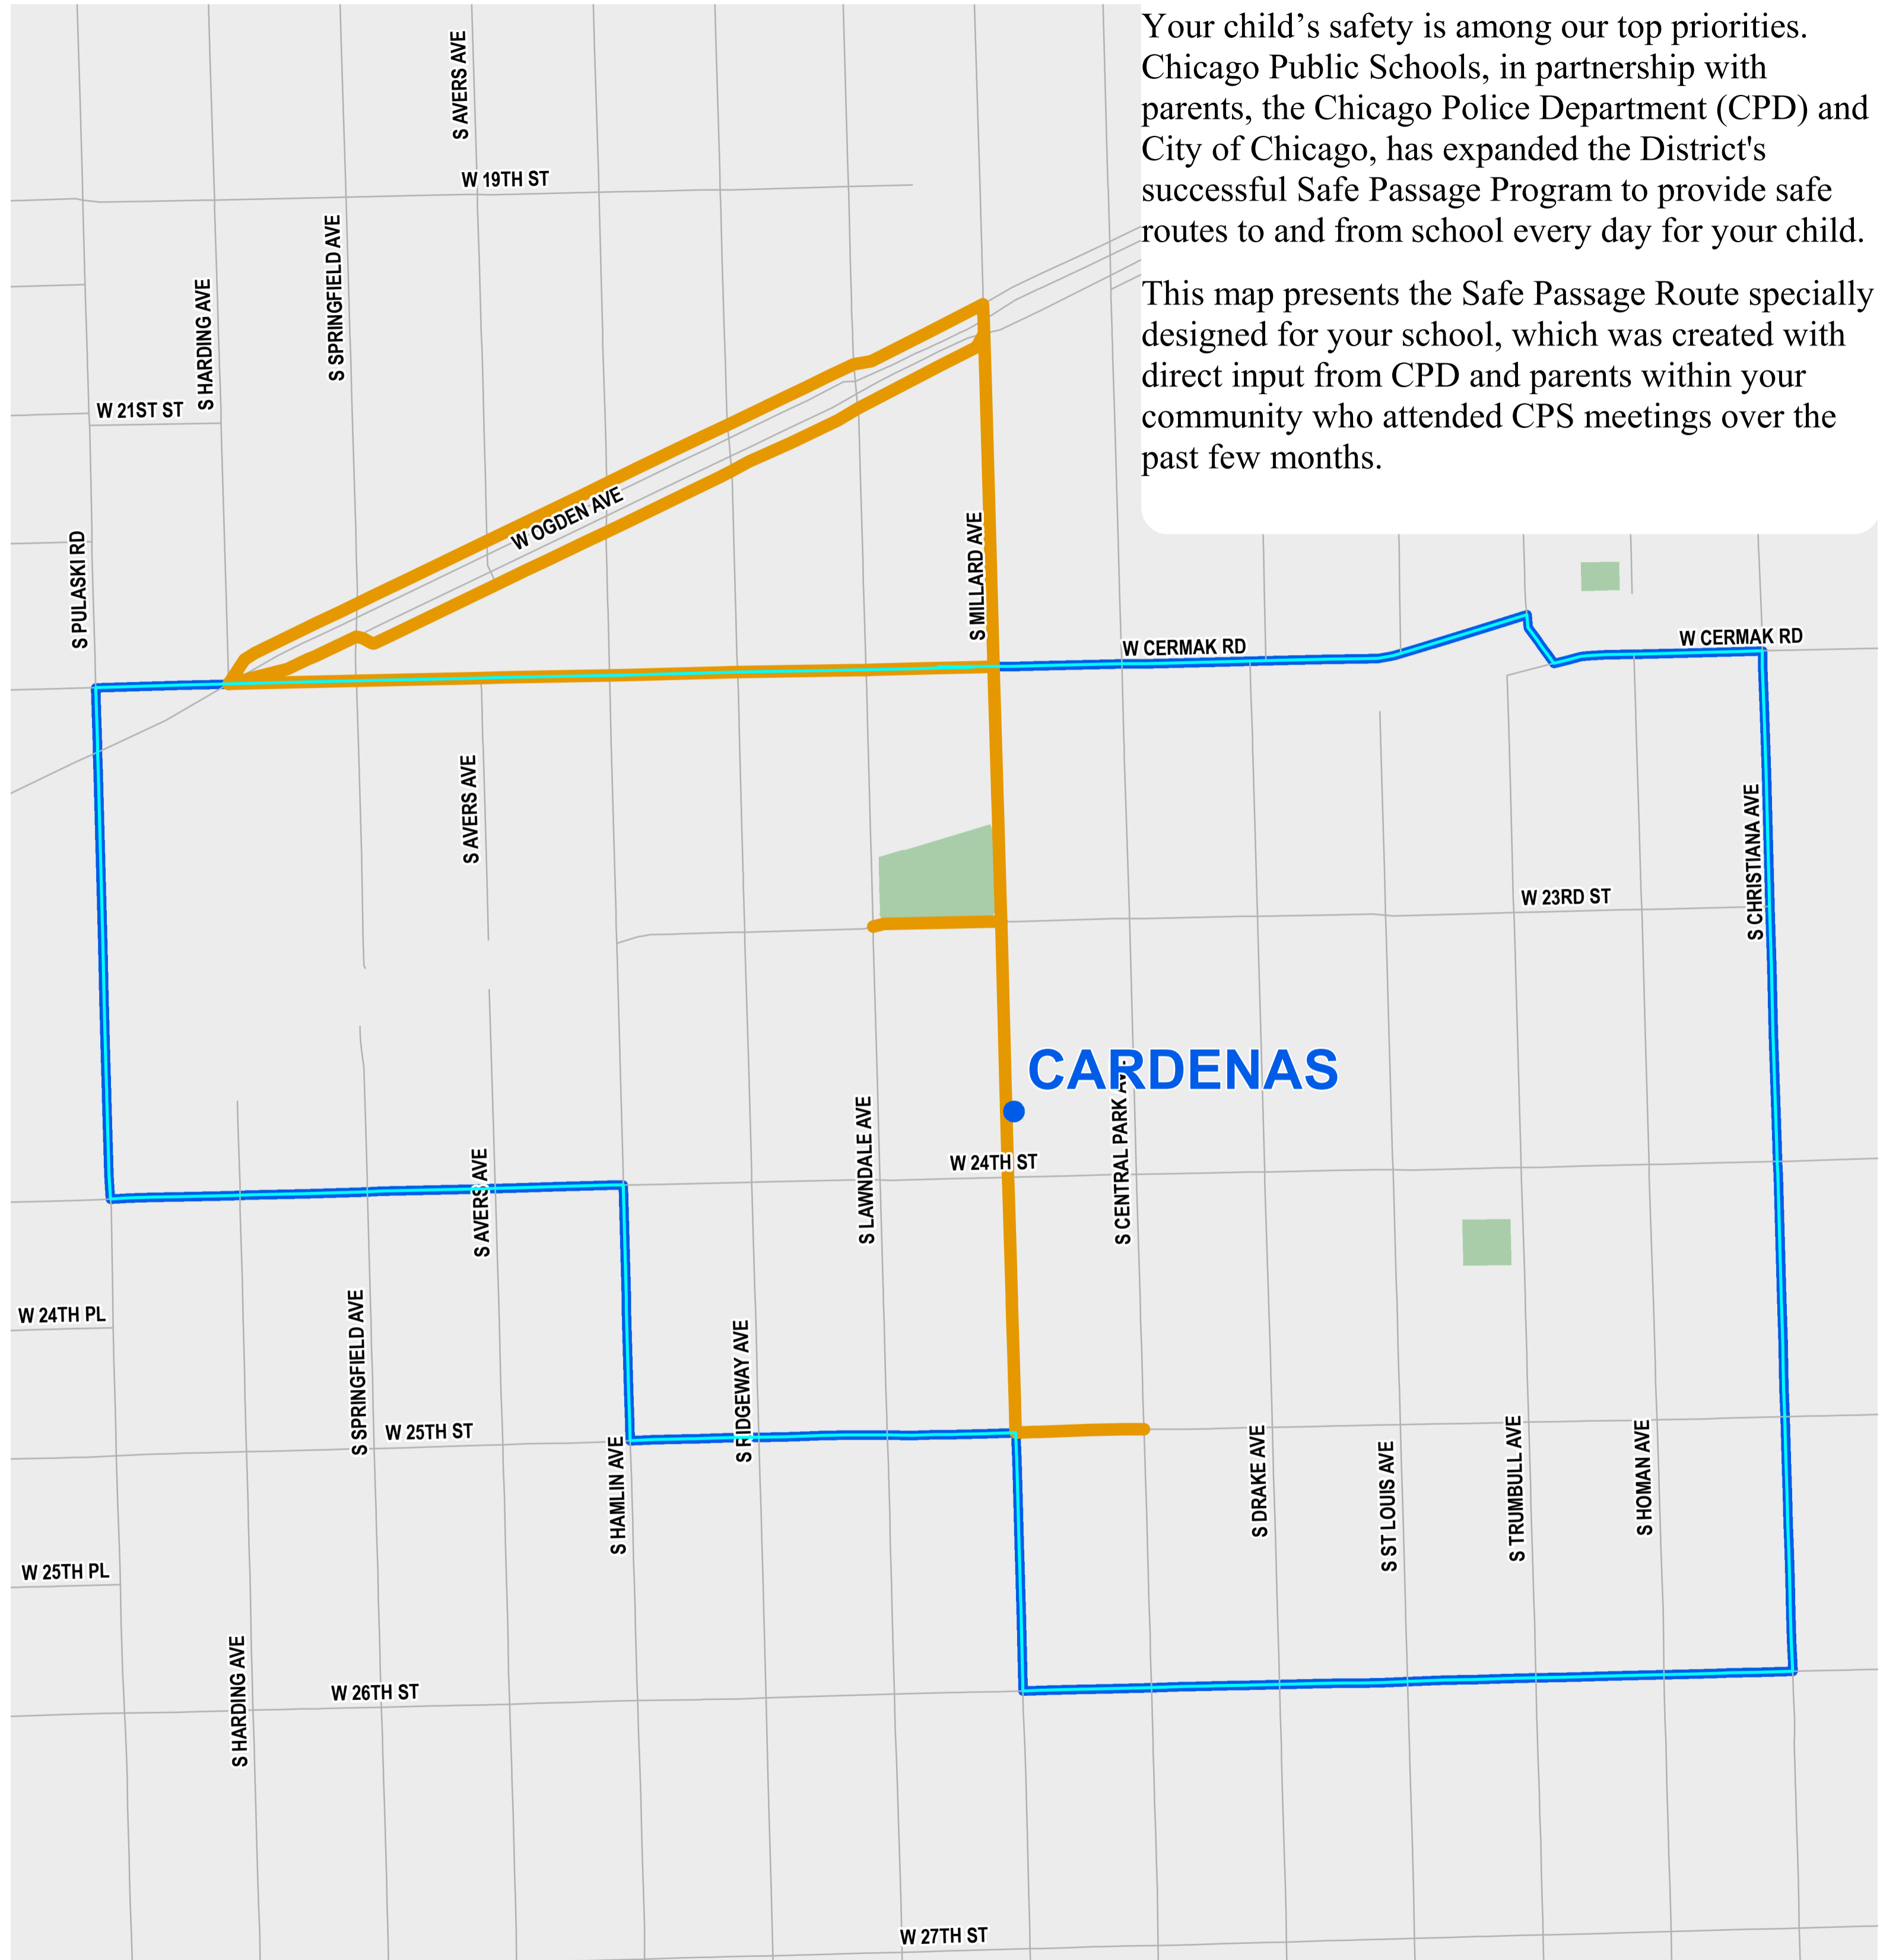 Your child’s safety is among our top priorities.
Chicago Public Schools, in partnership with
parents, the Chicago Police Department (CPD) and
City of Chicago, has expanded the District's
successful Safe Passage Program to provide safe
routes to and from school every day for your child.
This map presents the Safe Passage Route specially
designed for your school, which was created with
direct input from CPD and parents within your
community who attended CPS meetings over the
past few months.
S AVERS AVE
W 19TH ST
S SPRINGFIELD AVE
S HARDING AVE
W 21ST ST
W OGDEN AVE
S PULASKI RD
S MILLARD AVE
W CERMAK RD
W CERMAK RD
S AVERS AVE
S CHRISTIANA AVE
W 23RD ST
CARDENAS
S LAWNDALE AVE
S CENTRAL PARK AVE
W 24TH ST
S AVERS AVE
W 24TH PL
S SPRINGFIELD AVE
S RIDGEWAY AVE
W 25TH ST
S HAMLIN AVE
S DRAKE AVE
S ST LOUIS AVE
S TRUMBULL AVE
S HOMAN AVE
W 25TH PL
S HARDING AVE
W 26TH ST
W 27TH ST